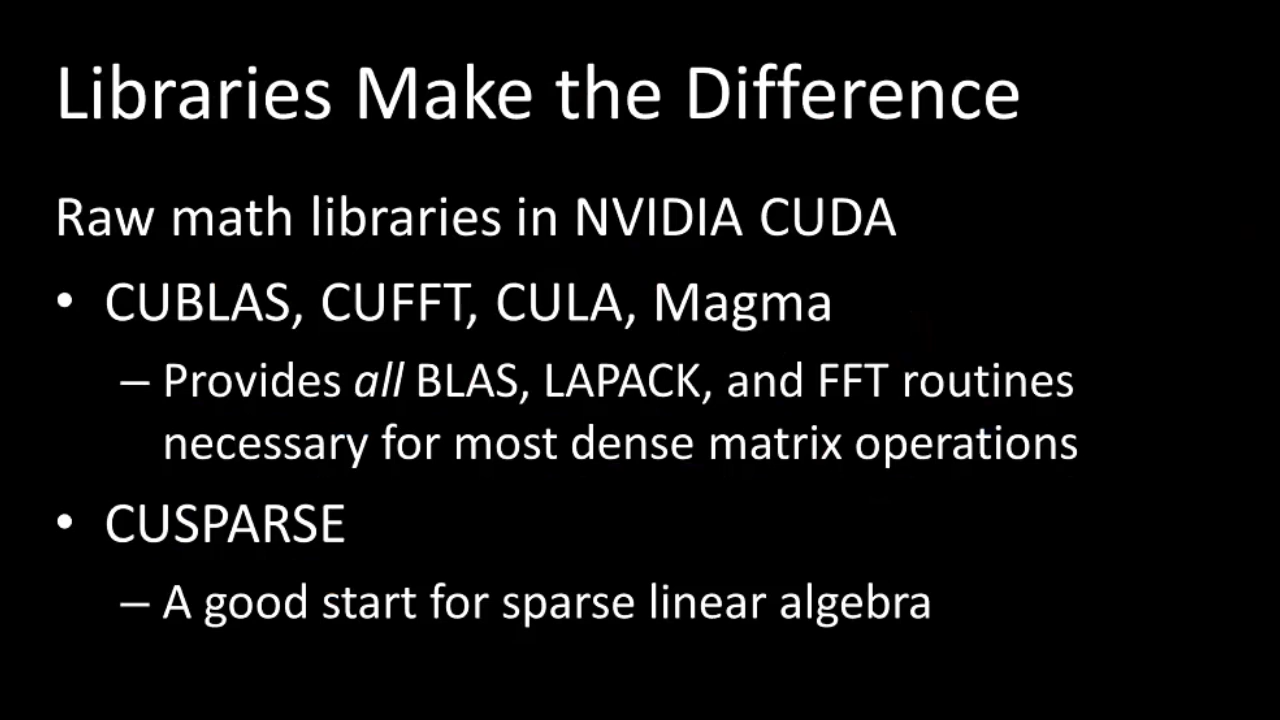 Libraries Make the Difference
Raw math libraries in NVIDIA CUDA
• CUBLAS, CUFFT, CULA, Magma
– Provides all BLAS, LAPACK, and FFT routines
necessary for most dense matrix operations
• CUSPARSE
– A good start for sparse linear algebra